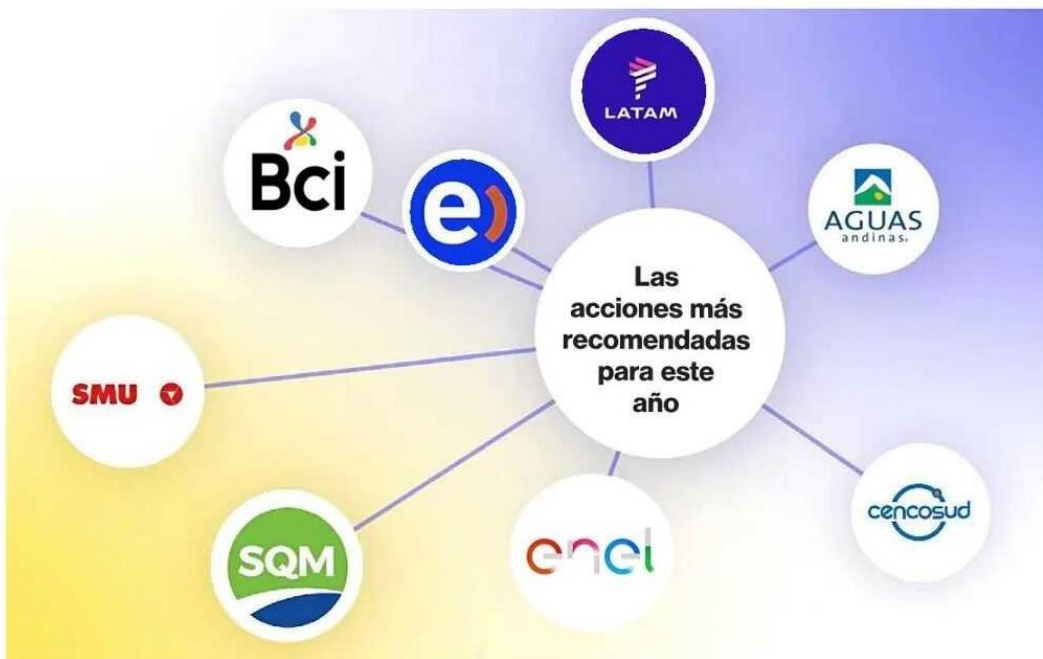 LATAM
Bci
e)
AGUAS
andinas.
Las
acciones más
recomendadas
para este
año
SMU
cencosud
SQM
enel